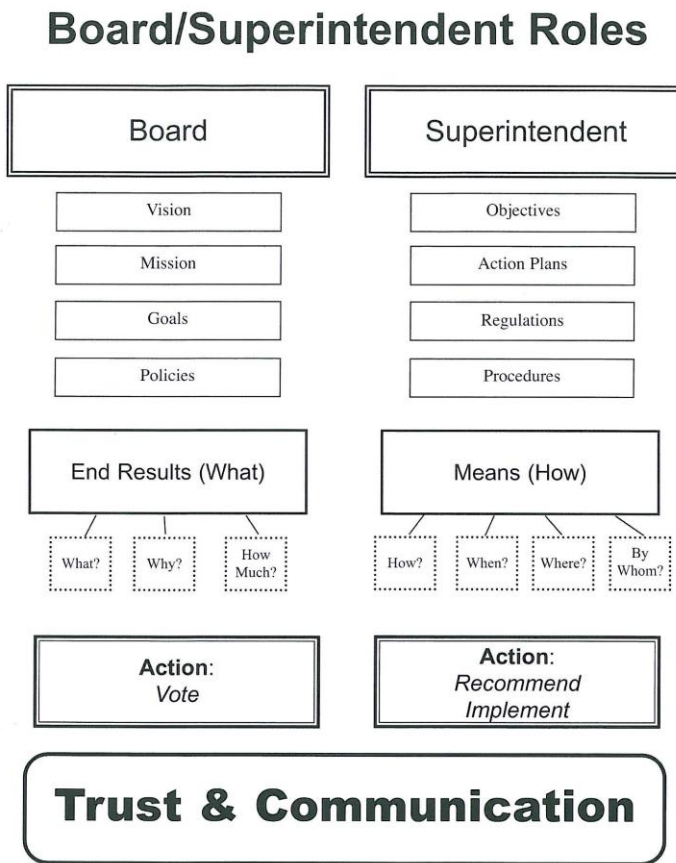 Board/Superintendent Roles
Board
Superintendent
Vision
Objectives
Mission
Action Plans
Goals
Regulations
Policies
Procedures
End Results (What)
Means (How)
What?
Why?
How
Much?
How?
When?
Where?
By
Whom?
Action:
Vote
Action:
Recommend
Implement
Trust & Communication